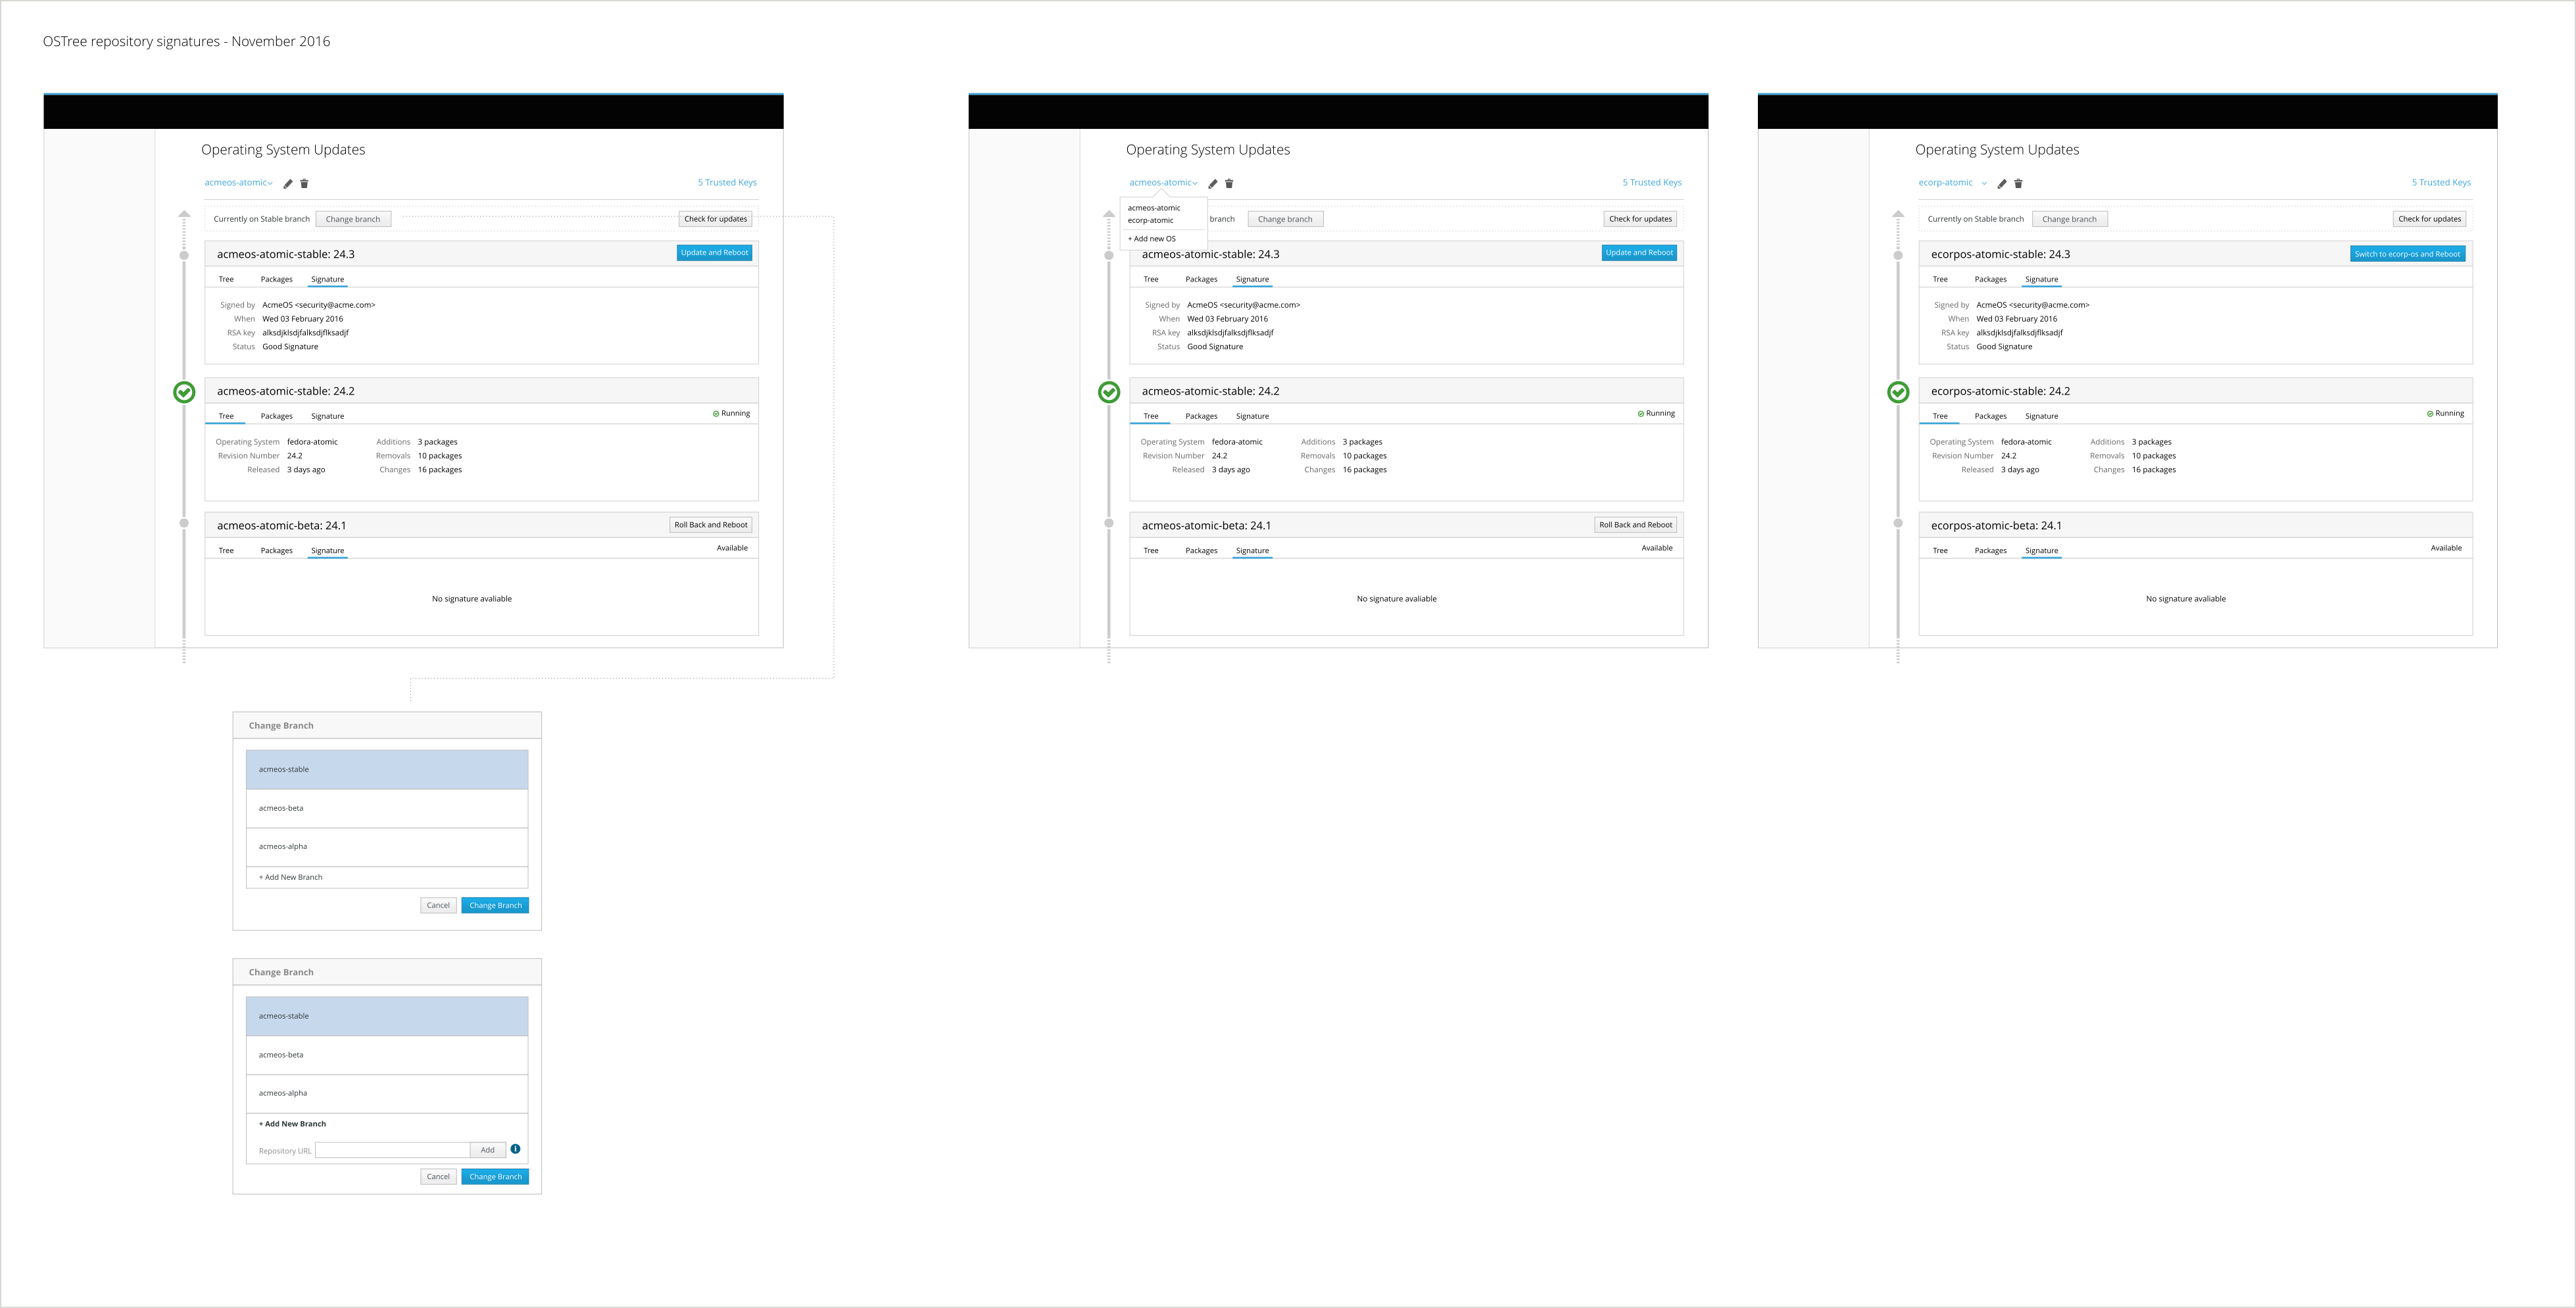 OSTree repository signatures - November 2016
Operating System Updates
acmeos-atomic
5 Trusted Keys
Currently on Stable branch
Change branch
Check for updates
acmeos-atomic-stable: 24.3
Update and Reboot
Tree Packages Signature
Signed by AcmeOS <security@acme.com>
When Wed 03 February 2016
RSA key alksdjklsdjfalksdjflksadjf
Status Good Signature
acmeos-atomic-stable: 24.2
Tree Packages Signature
Running
Operating System fedora-atomic Additions 3 packages
Revision Number 24.2 Removals 10 packages
Released 3 days ago Changes 16 packages
acmeos-atomic-beta: 24.1
Roll Back and Reboot
Tree Packages Signature
Available
No signature avaliable
Change Branch
acmeos-stable
acmeos-beta
acmeos-alpha
+ Add New Branch
Cancel Change Branch
Change Branch
acmeos-stable
acmeos-beta
acmeos-alpha
+ Add New Branch
Repository URL Add
Cancel Change Branch
Operating System Updates
acmeos-atomic
5 Trusted Keys
acmeos-atomic
ecorp-atomic
+ Add new OS
branch
Change branch
Check for updates
acmeos-atomic-stable: 24.3
Update and Reboot
Tree Packages Signature
Signed by AcmeOS <security@acme.com>
When Wed 03 February 2016
RSA key alksdjklsdjfalksdjflksadjf
Status Good Signature
acmeos-atomic-stable: 24.2
Tree Packages Signature
Running
Operating System fedora-atomic Additions 3 packages
Revision Number 24.2 Removals 10 packages
Released 3 days ago Changes 16 packages
acmeos-atomic-beta: 24.1
Roll Back and Reboot
Tree Packages Signature
Available
No signature avaliable
Operating System Updates
ecorp-atomic
5 Trusted Keys
Currently on Stable branch
Change branch
Check for updates
ecorpos-atomic-stable: 24.3
Switch to ecorp-os and Reboot
Tree Packages Signature
Signed by AcmeOS <security@acme.com>
When Wed 03 February 2016
RSA key alksdjklsdjfalksdjflksadjf
Status Good Signature
ecorpos-atomic-stable: 24.2
Tree Packages Signature
Running
Operating System fedora-atomic Additions 3 packages
Revision Number 24.2 Removals 10 packages
Released 3 days ago Changes 16 packages
ecorpos-atomic-beta: 24.1
Tree Packages Signature
Available
No signature avaliable